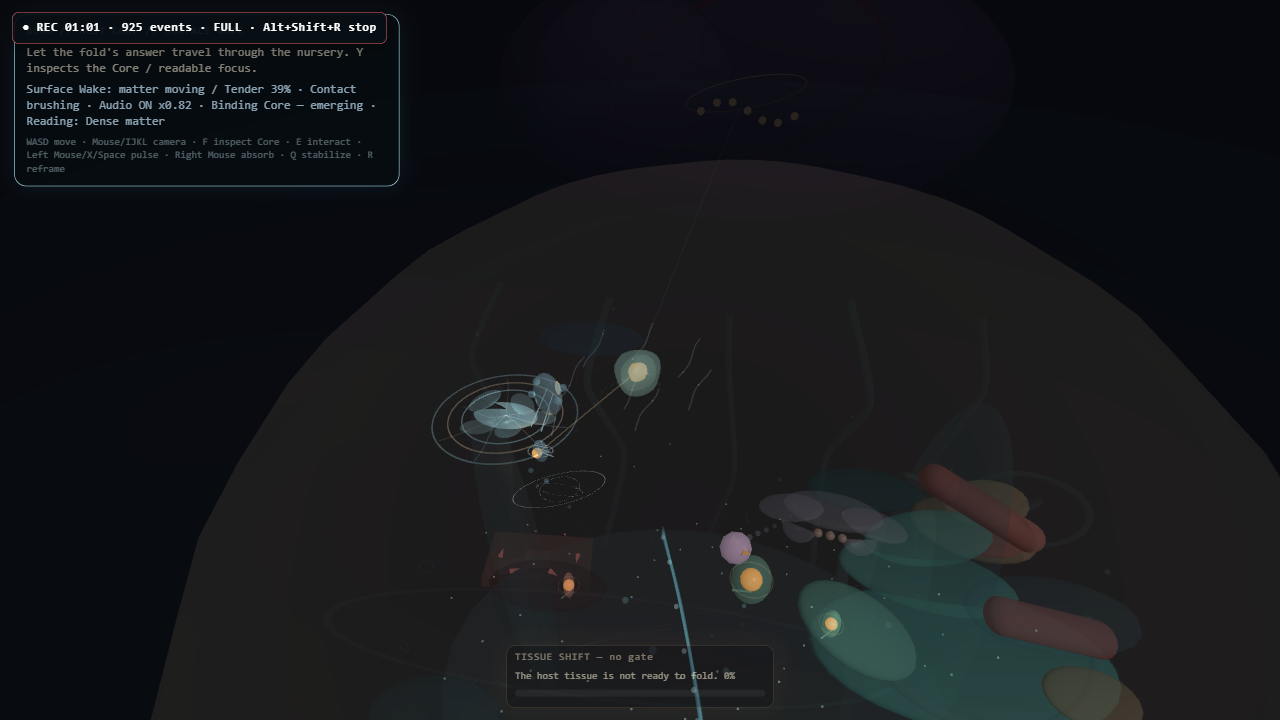 ● REC 01:01 · 925 events · FULL · Alt+Shift+R stop
Let the fold's answer travel through the nursery. Y
inspects the Core / readable focus.
Surface Wake: matter moving / Tender 39% · Contact
brushing · Audio ON x0.82 · Binding Core — emerging ·
Reading: Dense matter
WASD move · Mouse/IJKL camera · F inspect Core · E interact ·
Left Mouse/X/Space pulse · Right Mouse absorb · Q stabilize · R
reframe
TISSUE SHIFT — no gate
The host tissue is not ready to fold. 0%